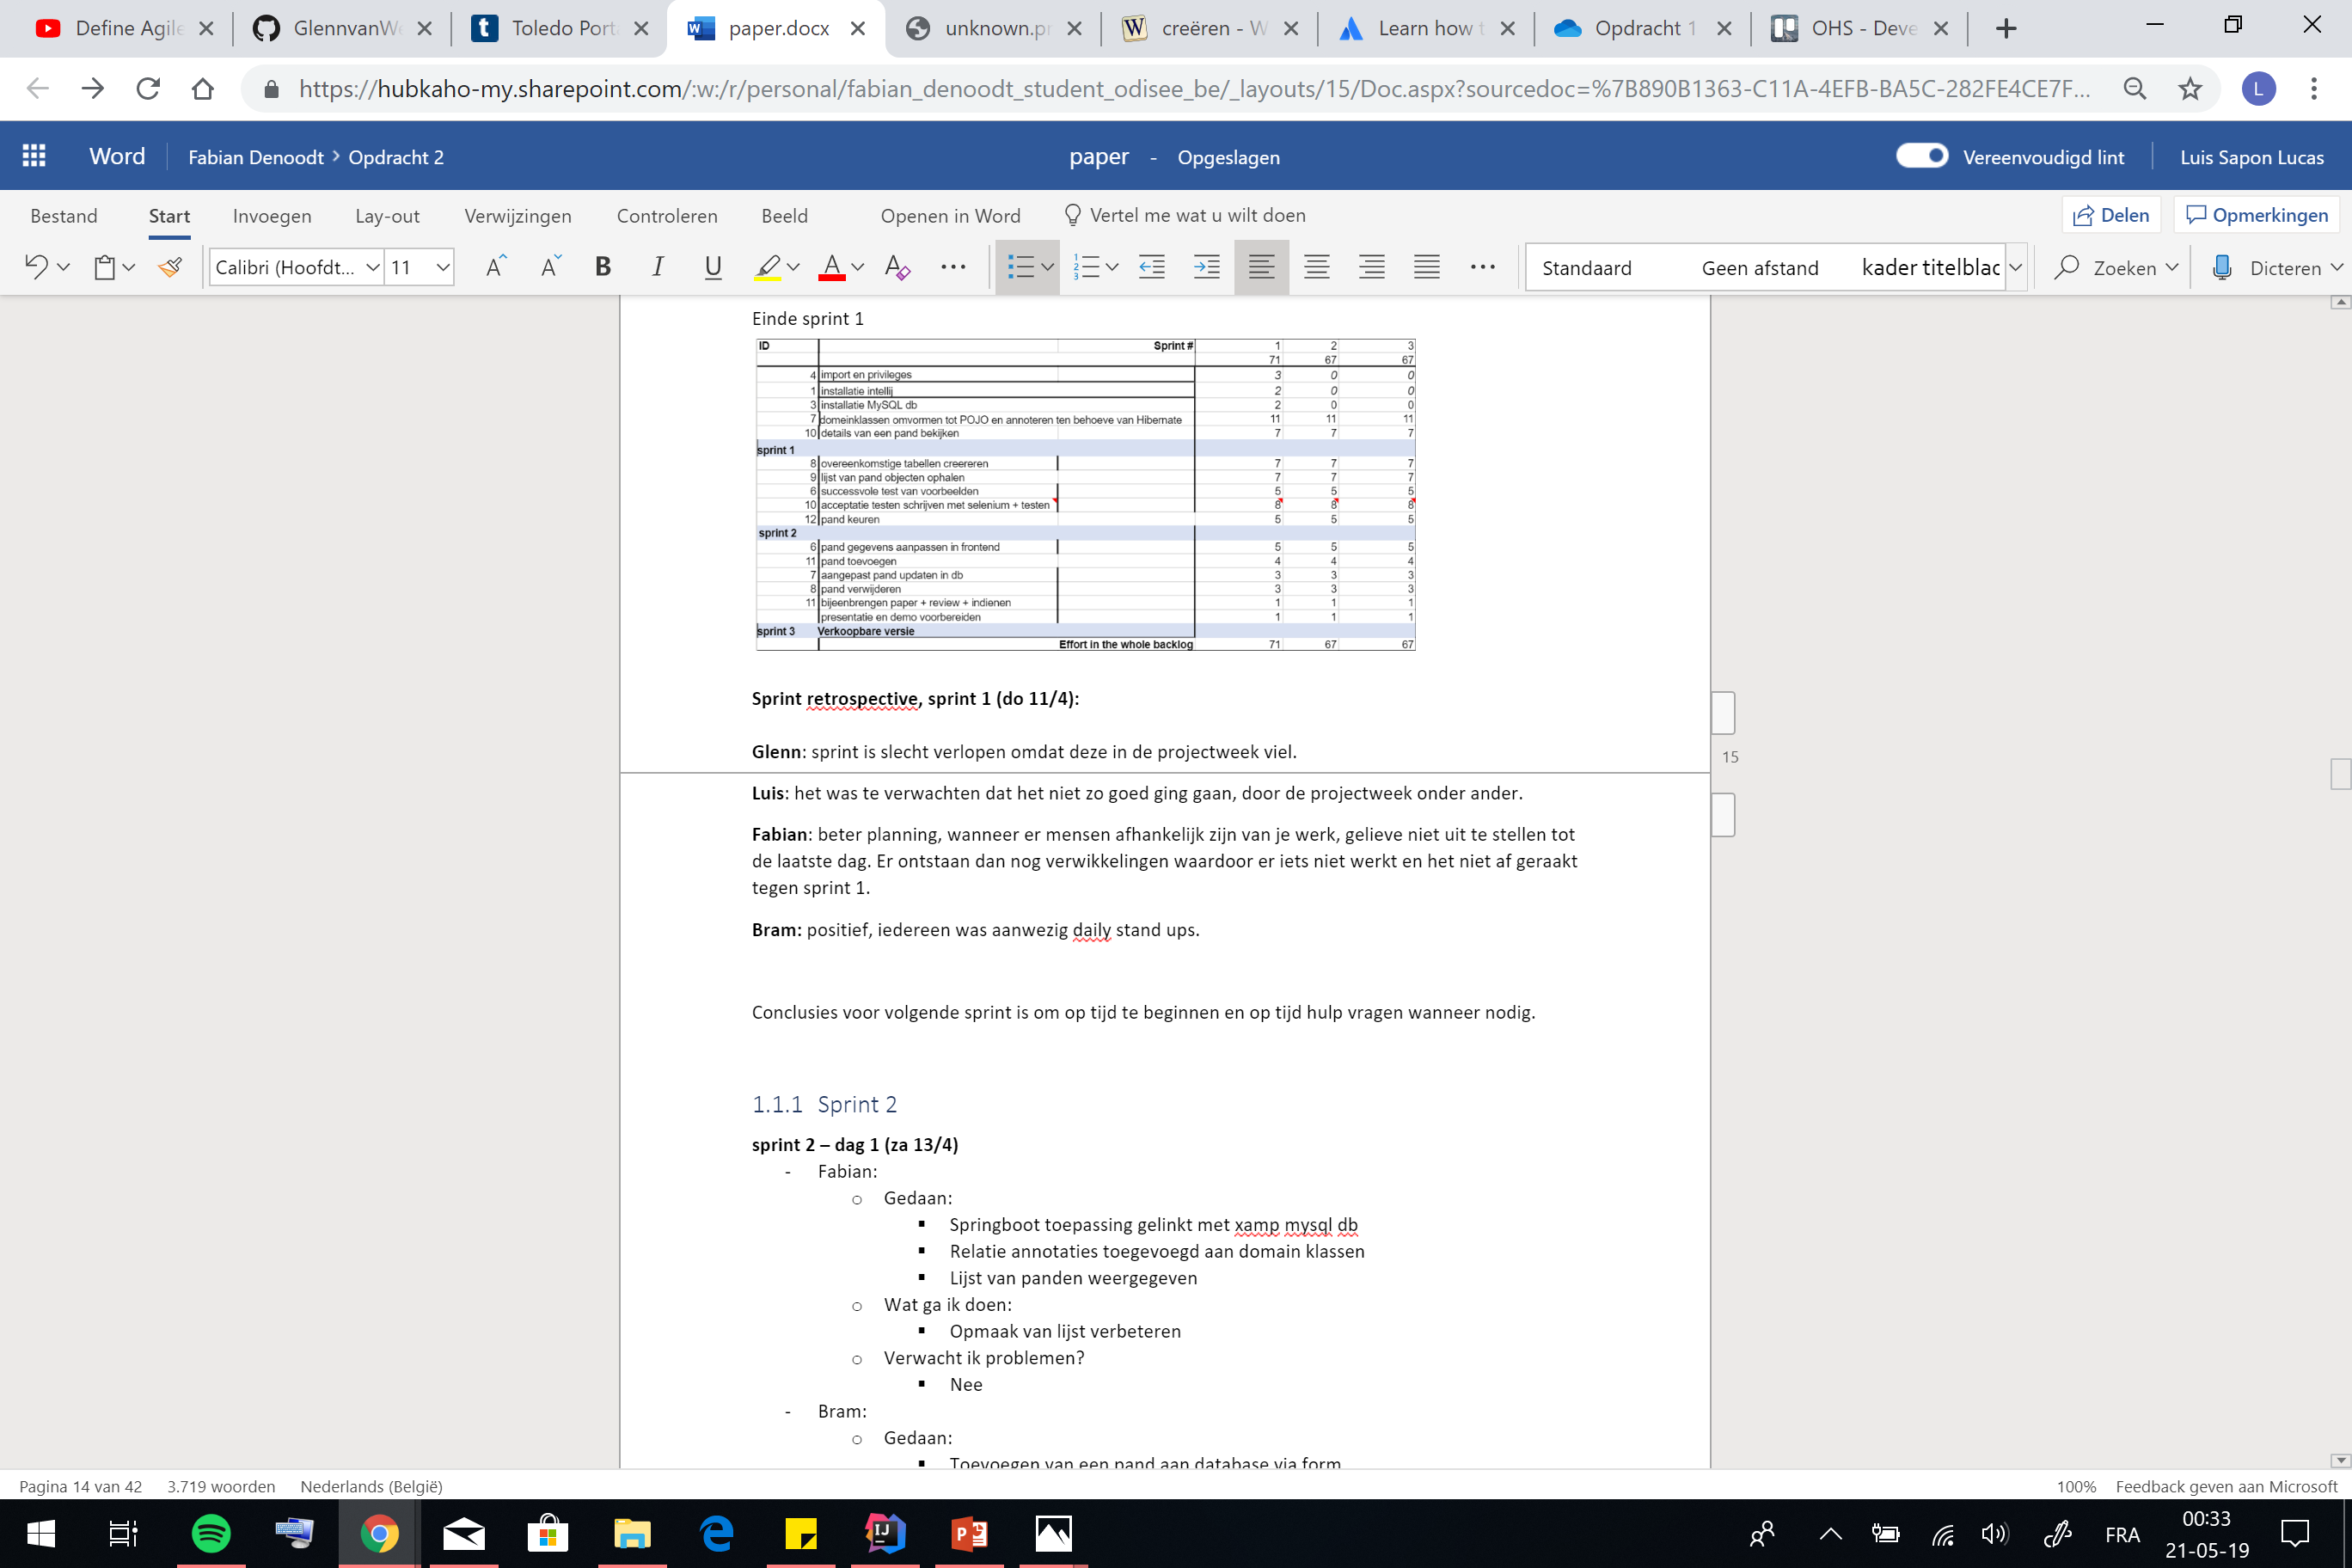 Define Agile
GlennvanWe
Toledo Porta
paper.docx
unknown.pr
creëren - W
Learn how t
Opdracht 1
OHS - Deve
https://hubkaho-my.sharepoint.com/:w:/r/personal/fabian_denoodt_student_odisee_be/_layouts/15/Doc.aspx?sourcedoc=%7B890B1363-C11A-4EFB-BA5C-282FE4CE7F...
L
Word
Fabian Denoodt > Opdracht 2
paper - Opgeslagen
Vereenvoudigd lint
Luis Sapon Lucas
Bestand Start Invoegen Lay-out Verwijzingen Controleren Beeld Openen in Word Vertel me wat u wilt doen
Delen Opmerkingen
Calibri (Hoofdt... 11 B I U A
Standaard Geen afstand kader titelblac
Zoeken Dicteren
Einde sprint 1
ID Sprint # 1 2 3
71 67 67
4 import en privileges 3 0 0
1 installatie intellij 2 0 0
3 installatie MySQL db 2 0 0
7 domeinklassen omvormen tot POJO en annoteren ten behoeve van Hibernate 11 11 11
10 details van een pand bekijken 7 7 7
sprint 1
8 overeenkomstige tabellen creereren 7 7 7
9 lijst van pand objecten ophalen 7 7 7
6 successvole test van voorbeelden 5 5 5
10 acceptatie testen schrijven met selenium + testen 8 8 8
12 pand keuren 5 5 5
sprint 2
6 pand gegevens aanpassen in frontend 5 5 5
11 pand toevoegen 4 4 4
7 aangepast pand updaten in db 3 3 3
8 pand verwijderen 3 3 3
11 bijeenbrengen paper + review + indienen 1 1 1
presentatie en demo voorbereiden 1 1 1
sprint 3 Verkoopbare versie
Effort in the whole backlog 71 67 67
Sprint retrospective, sprint 1 (do 11/4):
Glenn: sprint is slecht verlopen omdat deze in de projectweek viel.
15
Luis: het was te verwachten dat het niet zo goed ging gaan, door de projectweek onder ander.
Fabian: beter planning, wanneer er mensen afhankelijk zijn van je werk, gelieve niet uit te stellen tot
de laatste dag. Er ontstaan dan nog verwikkelingen waardoor er iets niet werkt en het niet af geraakt
tegen sprint 1.
Bram: positief, iedereen was aanwezig daily stand ups.
Conclusies voor volgende sprint is om op tijd te beginnen en op tijd hulp vragen wanneer nodig.
1.1.1 Sprint 2
sprint 2 – dag 1 (za 13/4)
- Fabian:
o Gedaan:
▪ Springboot toepassing gelinkt met xamp mysql db
▪ Relatie annotaties toegevoegd aan domain klassen
▪ Lijst van panden weergegeven
o Wat ga ik doen:
▪ Opmaak van lijst verbeteren
o Verwacht ik problemen?
▪ Nee
- Bram:
o Gedaan:
▪ Toevoegen van een pand aan database via form
Pagina 14 van 42 3.719 woorden Nederlands (België)
100% Feedback geven aan Microsoft
FRA
00:33
21-05-19